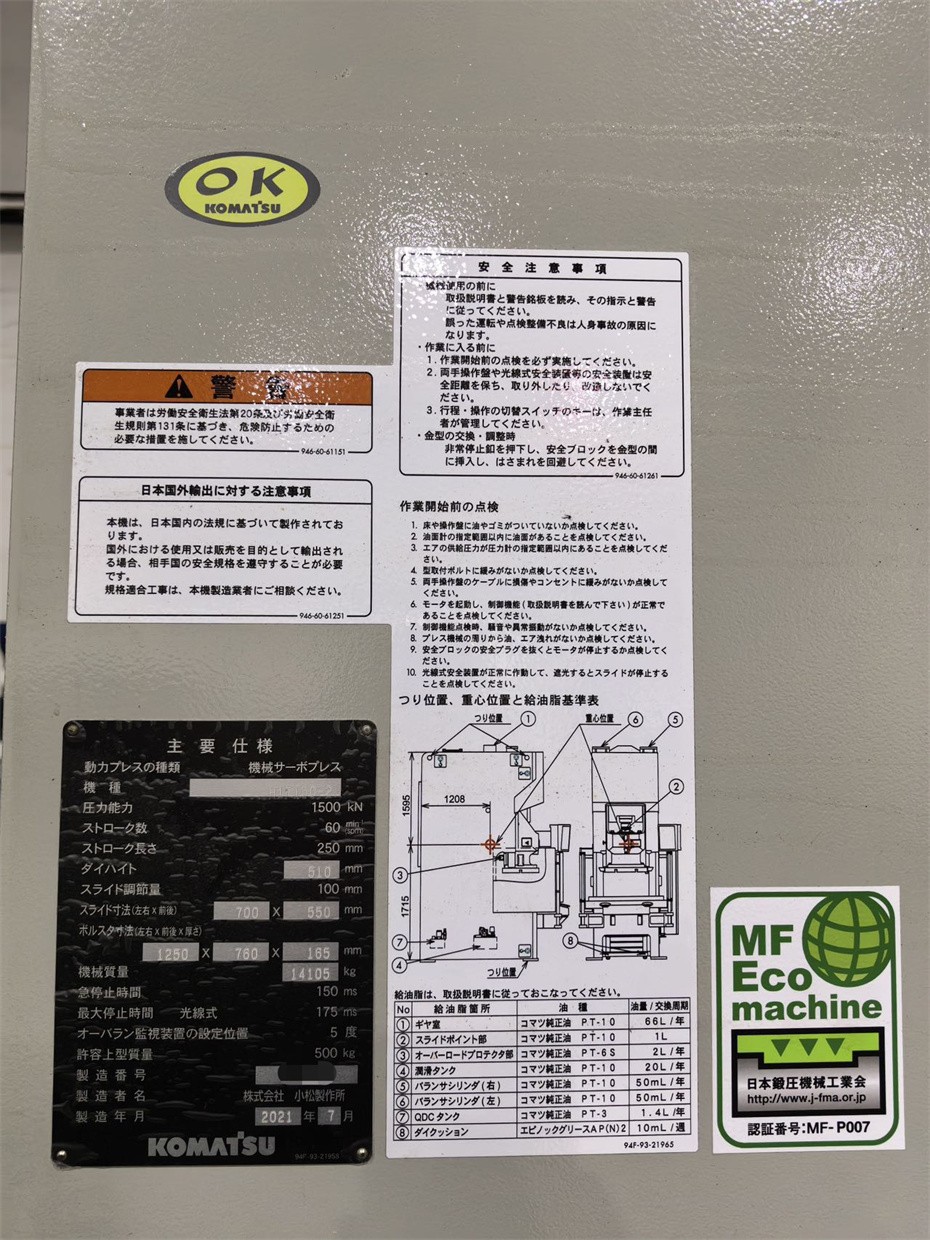 OK
KOMATSU
安全注意事項
・機械使用の前に
取扱説明書と警告銘板を読み、その指示と警告
に従ってください。
誤った運転や点検整備不良は人身事故の原因に
なります。
・作業に入る前に
1. 作業開始前の点検を必ず実施してください。
2. 両手操作盤や光線式安全装置等の安全装置は安
全距離を保ち、取り外したり、改造しないでく
ださい。
3. 行程・操作の切替スイッチのキーは、作業主任
者が管理してください。
・金型の交換・調整時
非常停止釦を押下し、安全ブロックを金型の間
に挿入し、はさまれを回避してください。
946-60-61261
警告
事業者は労働安全衛生法第20条及び労働安全衛
生規則第131条に基づき、危険防止するための
必要な措置を施してください。
946-60-61151
日本国外輸出に対する注意事項
本機は、日本国内の法規に基づいて製作されてお
ります。
国外における使用又は販売を目的として輸出され
る場合、相手国の安全規格を遵守することが必要
です。
規格適合工事は、本機製造業者にご相談ください。
946-60-61251
作業開始前の点検
1. 床や操作盤に油やゴミがついていないか点検してください。
2. 油面計の指定範囲以内に油面があることを点検してください。
3. エアの供給圧力が圧力計の指定範囲以内にあることを点検してくだ
さい。
4. 型取付ボルトに緩みがないか点検してください。
5. 両手操作盤のケーブルに損傷やコンセントに緩みがないか点検して
ください。
6. モータを起動し、制御機能(取扱説明書を読んで下さい)が正常で
あることを点検してください。
7. 制御機能点検時、騒音や異常振動がないか点検してください。
8. プレス機械の周りから油、エア洩れがないか点検してください。
9. 安全ブロックの安全プラグを抜くとモータが停止するか点検してく
ださい。
10. 光線式安全装置が正常に作動して、遮光するとスライドが停止する
ことを点検してください。
つり位置、重心位置と給油脂基準表
つり位置 ① 重心位置 ⑥ ⑤
②
1595
1208
③
1715
⑦
④
⑧
つり位置
給油脂は、取扱説明書に従っておこなってください。
No 給油脂箇所 油種 油量/交換周期
① ギヤ室 コマツ純正油 PT-10 66L/年
② スライドポイント部 コマツ純正油 PT-10 1L
③ オーバーロードプロテクタ部 コマツ純正油 PT-6S 2L/年
④ 潤滑タンク コマツ純正油 PT-10 20L/年
⑤ バランサシリンダ(右) コマツ純正油 PT-10 50mL/年
⑥ バランサシリンダ(左) コマツ純正油 PT-10 50mL/年
⑦ QDCタンク コマツ純正油 PT-3 1.4L/年
⑧ ダイクッション エピノックグリースAP(N)2 10mL/週
94F-93-21965
主要仕様
動力プレスの種類 機械サーボプレス
機種
圧力能力 1500 kN
ストローク数 60 min-1 (spm)
ストローク長さ 250 mm
ダイハイト 510 mm
スライド調節量 100 mm
スライド寸法(左右x前後) 700 x 550 mm
ボルスタ寸法(左右x前後x厚さ)
1250 x 760 x 165 mm
機械質量 14105 kg
急停止時間 150 ms
最大停止時間 光線式 175 ms
オーバラン監視装置の設定位置 5 度
許容上型質量 500 kg
製造番号
製造者名 株式会社 小松製作所
製造年月 2021 年 7 月
KOMATSU
MF
Eco
machine
日本鍛圧機械工業会
http://www.j-fma.or.jp
認証番号:MF-P007